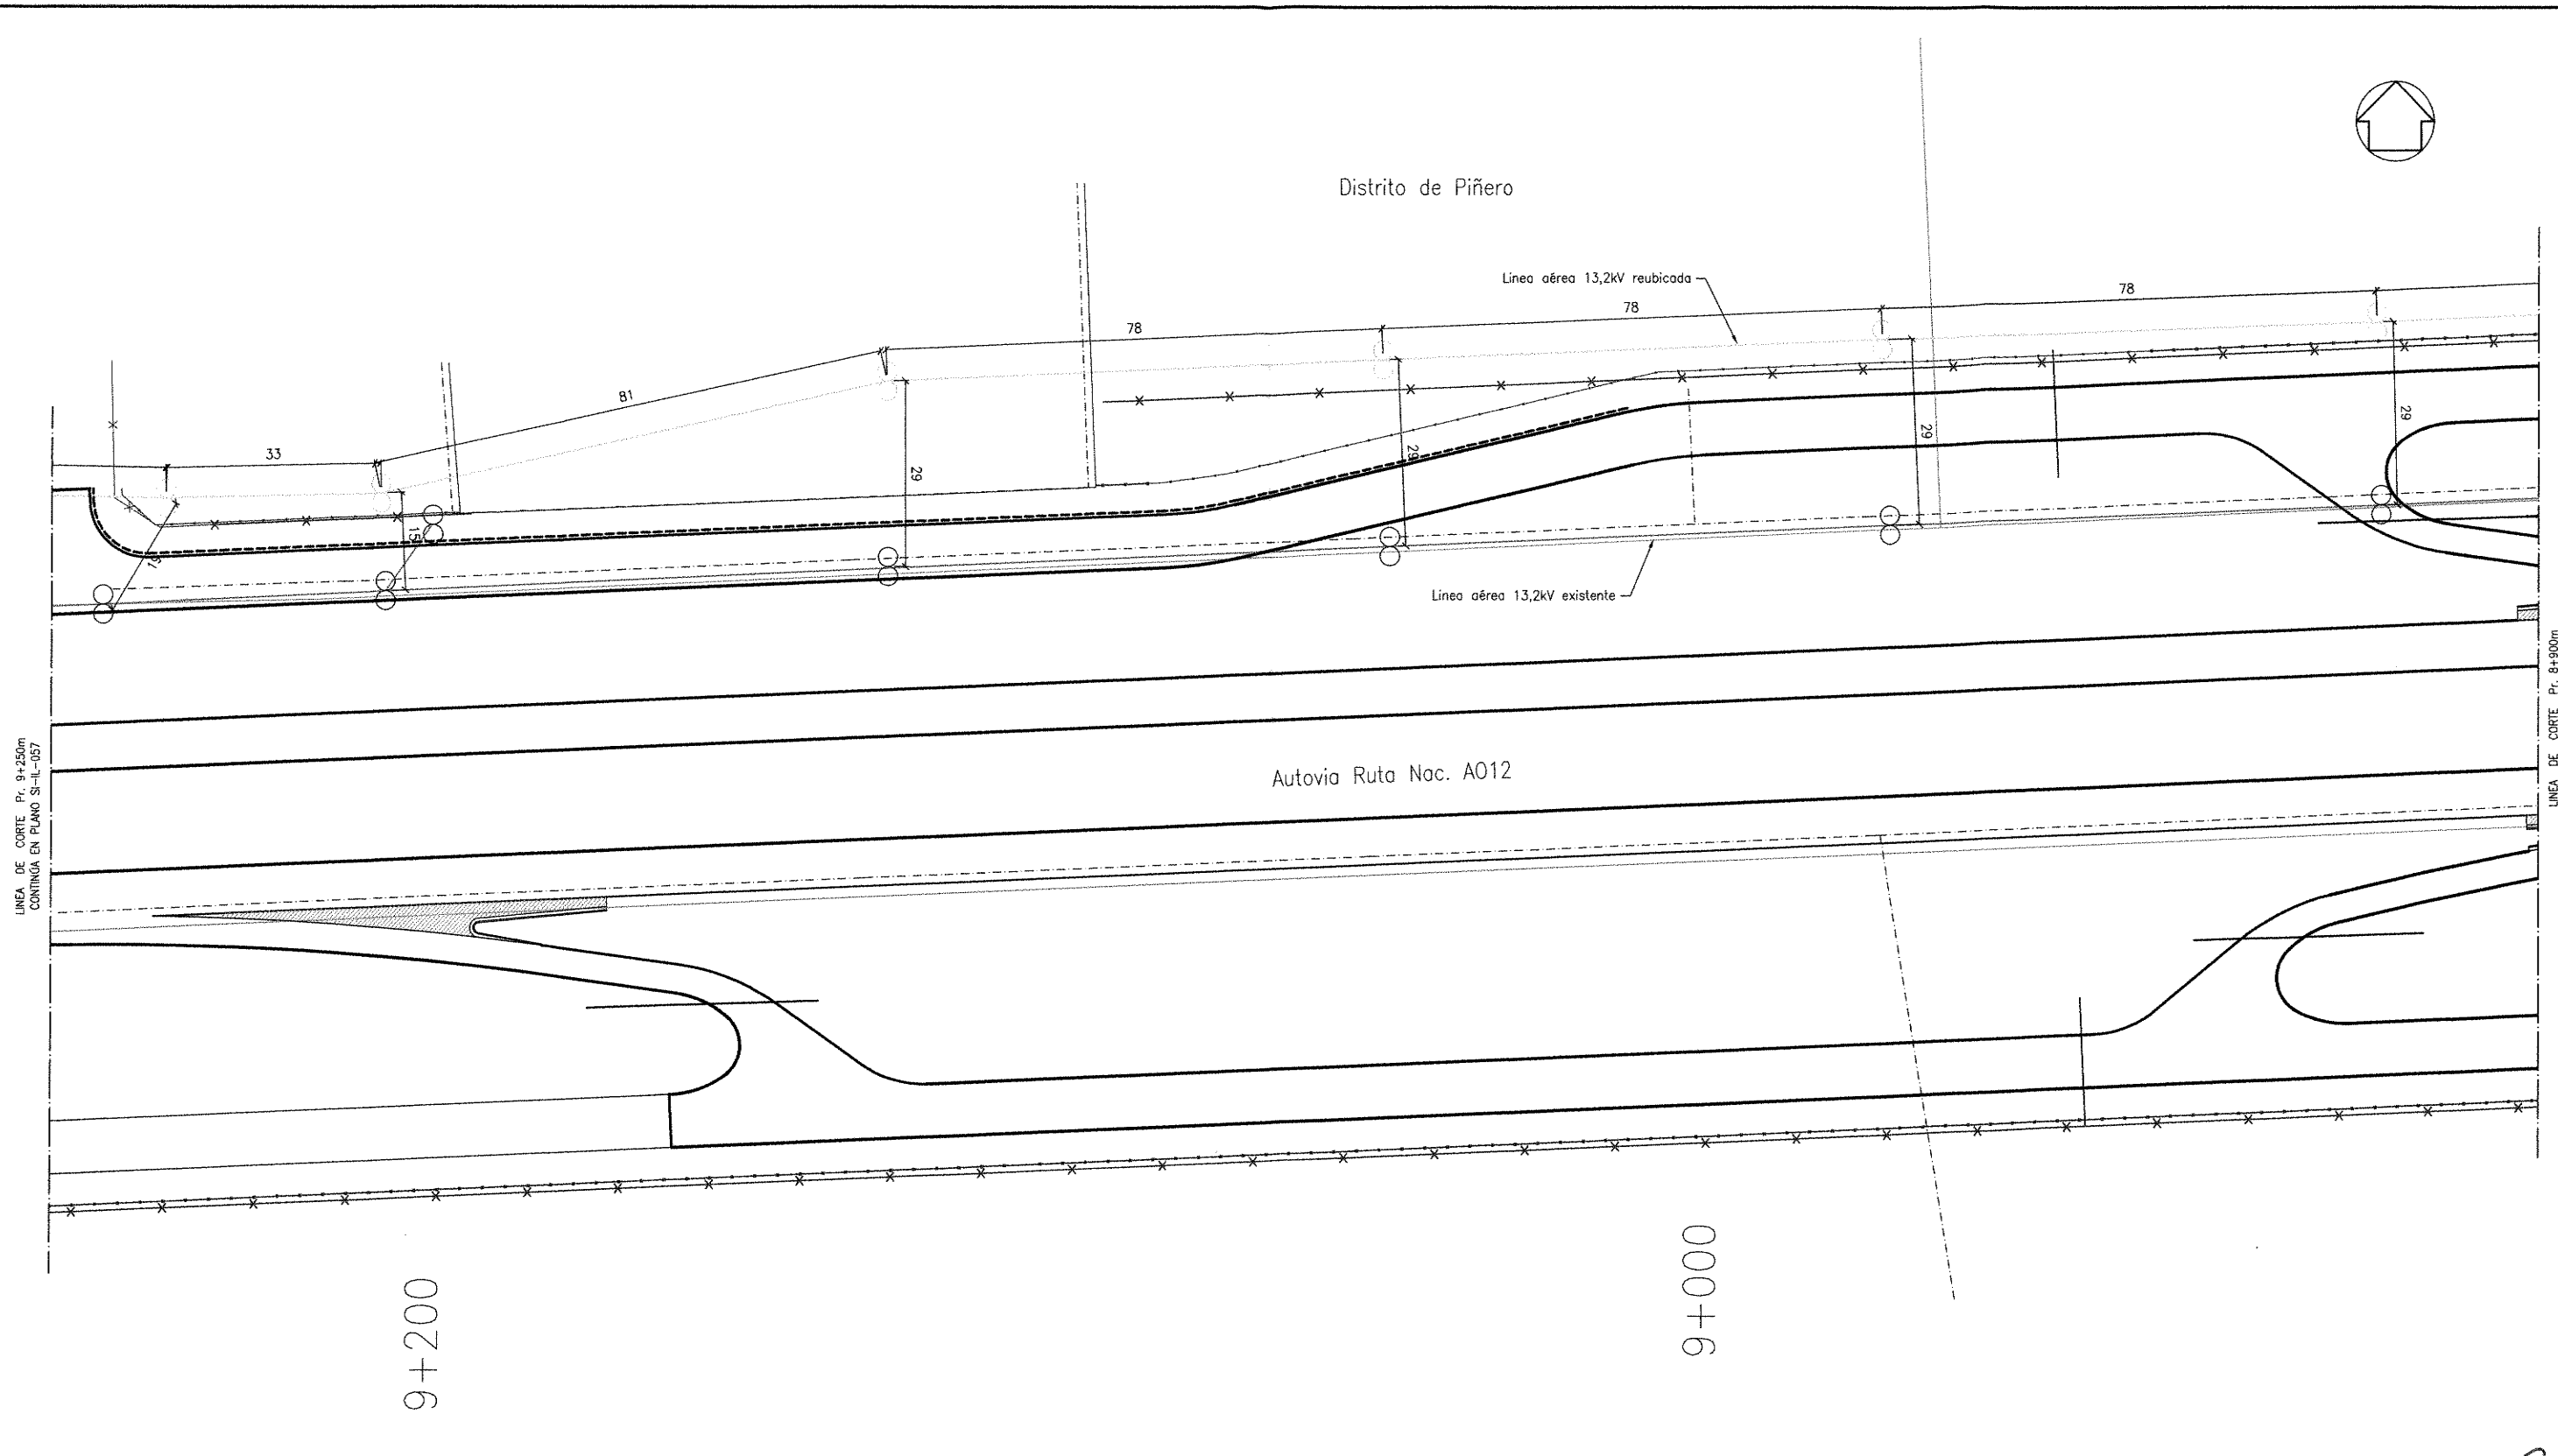 Distrito de Piñero
Linea aérea 13,2kV reubicada
78
78
78
81
33
29
29
29
29
15
19
Linea aérea 13,2kV existente
Autovia Ruta Nac. A012
LINEA DE CORTE Pr. 9+250m
CONTINGA EN PLANO SI-IL-057
LINEA DE CORTE Pr. 8+900m
9+200
9+000